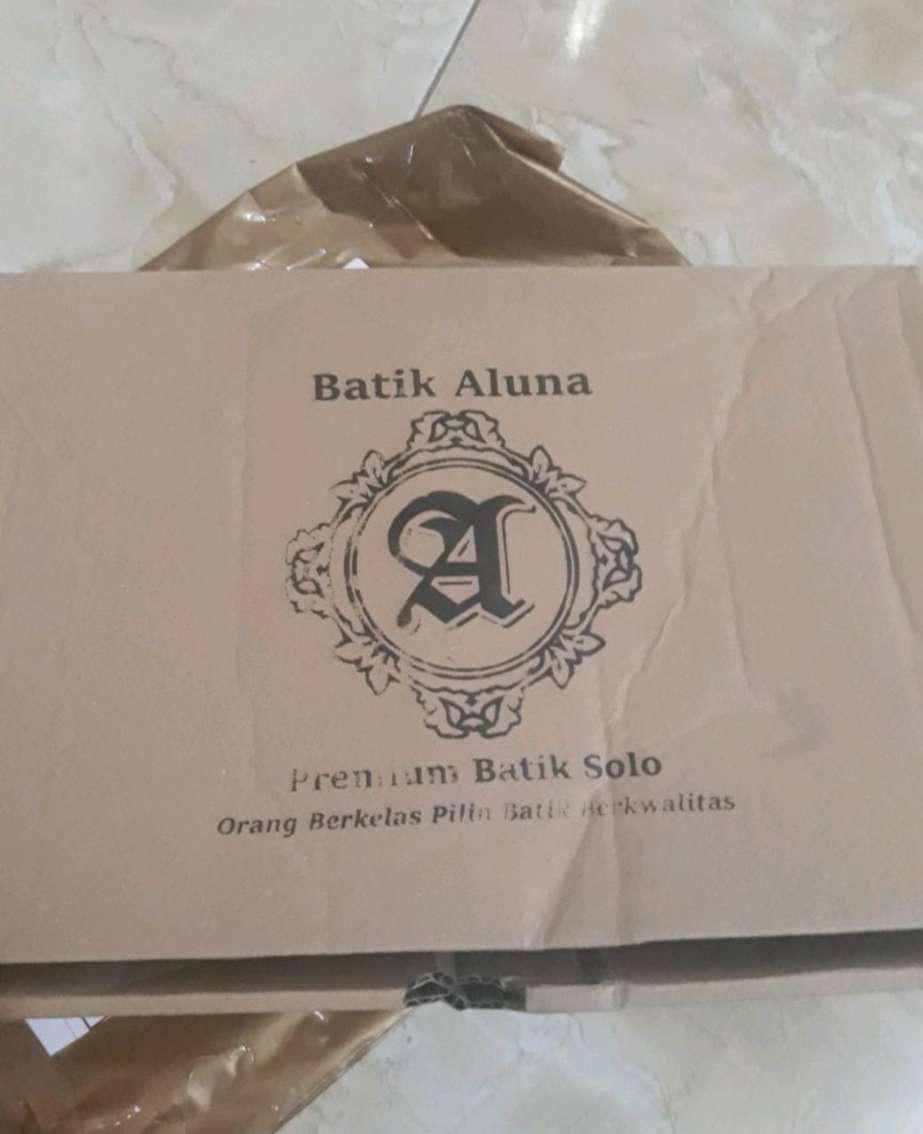 Batik Aluna
A
Premium Batik Solo
Orang Berkelas Pilih Batik Berkwalitas